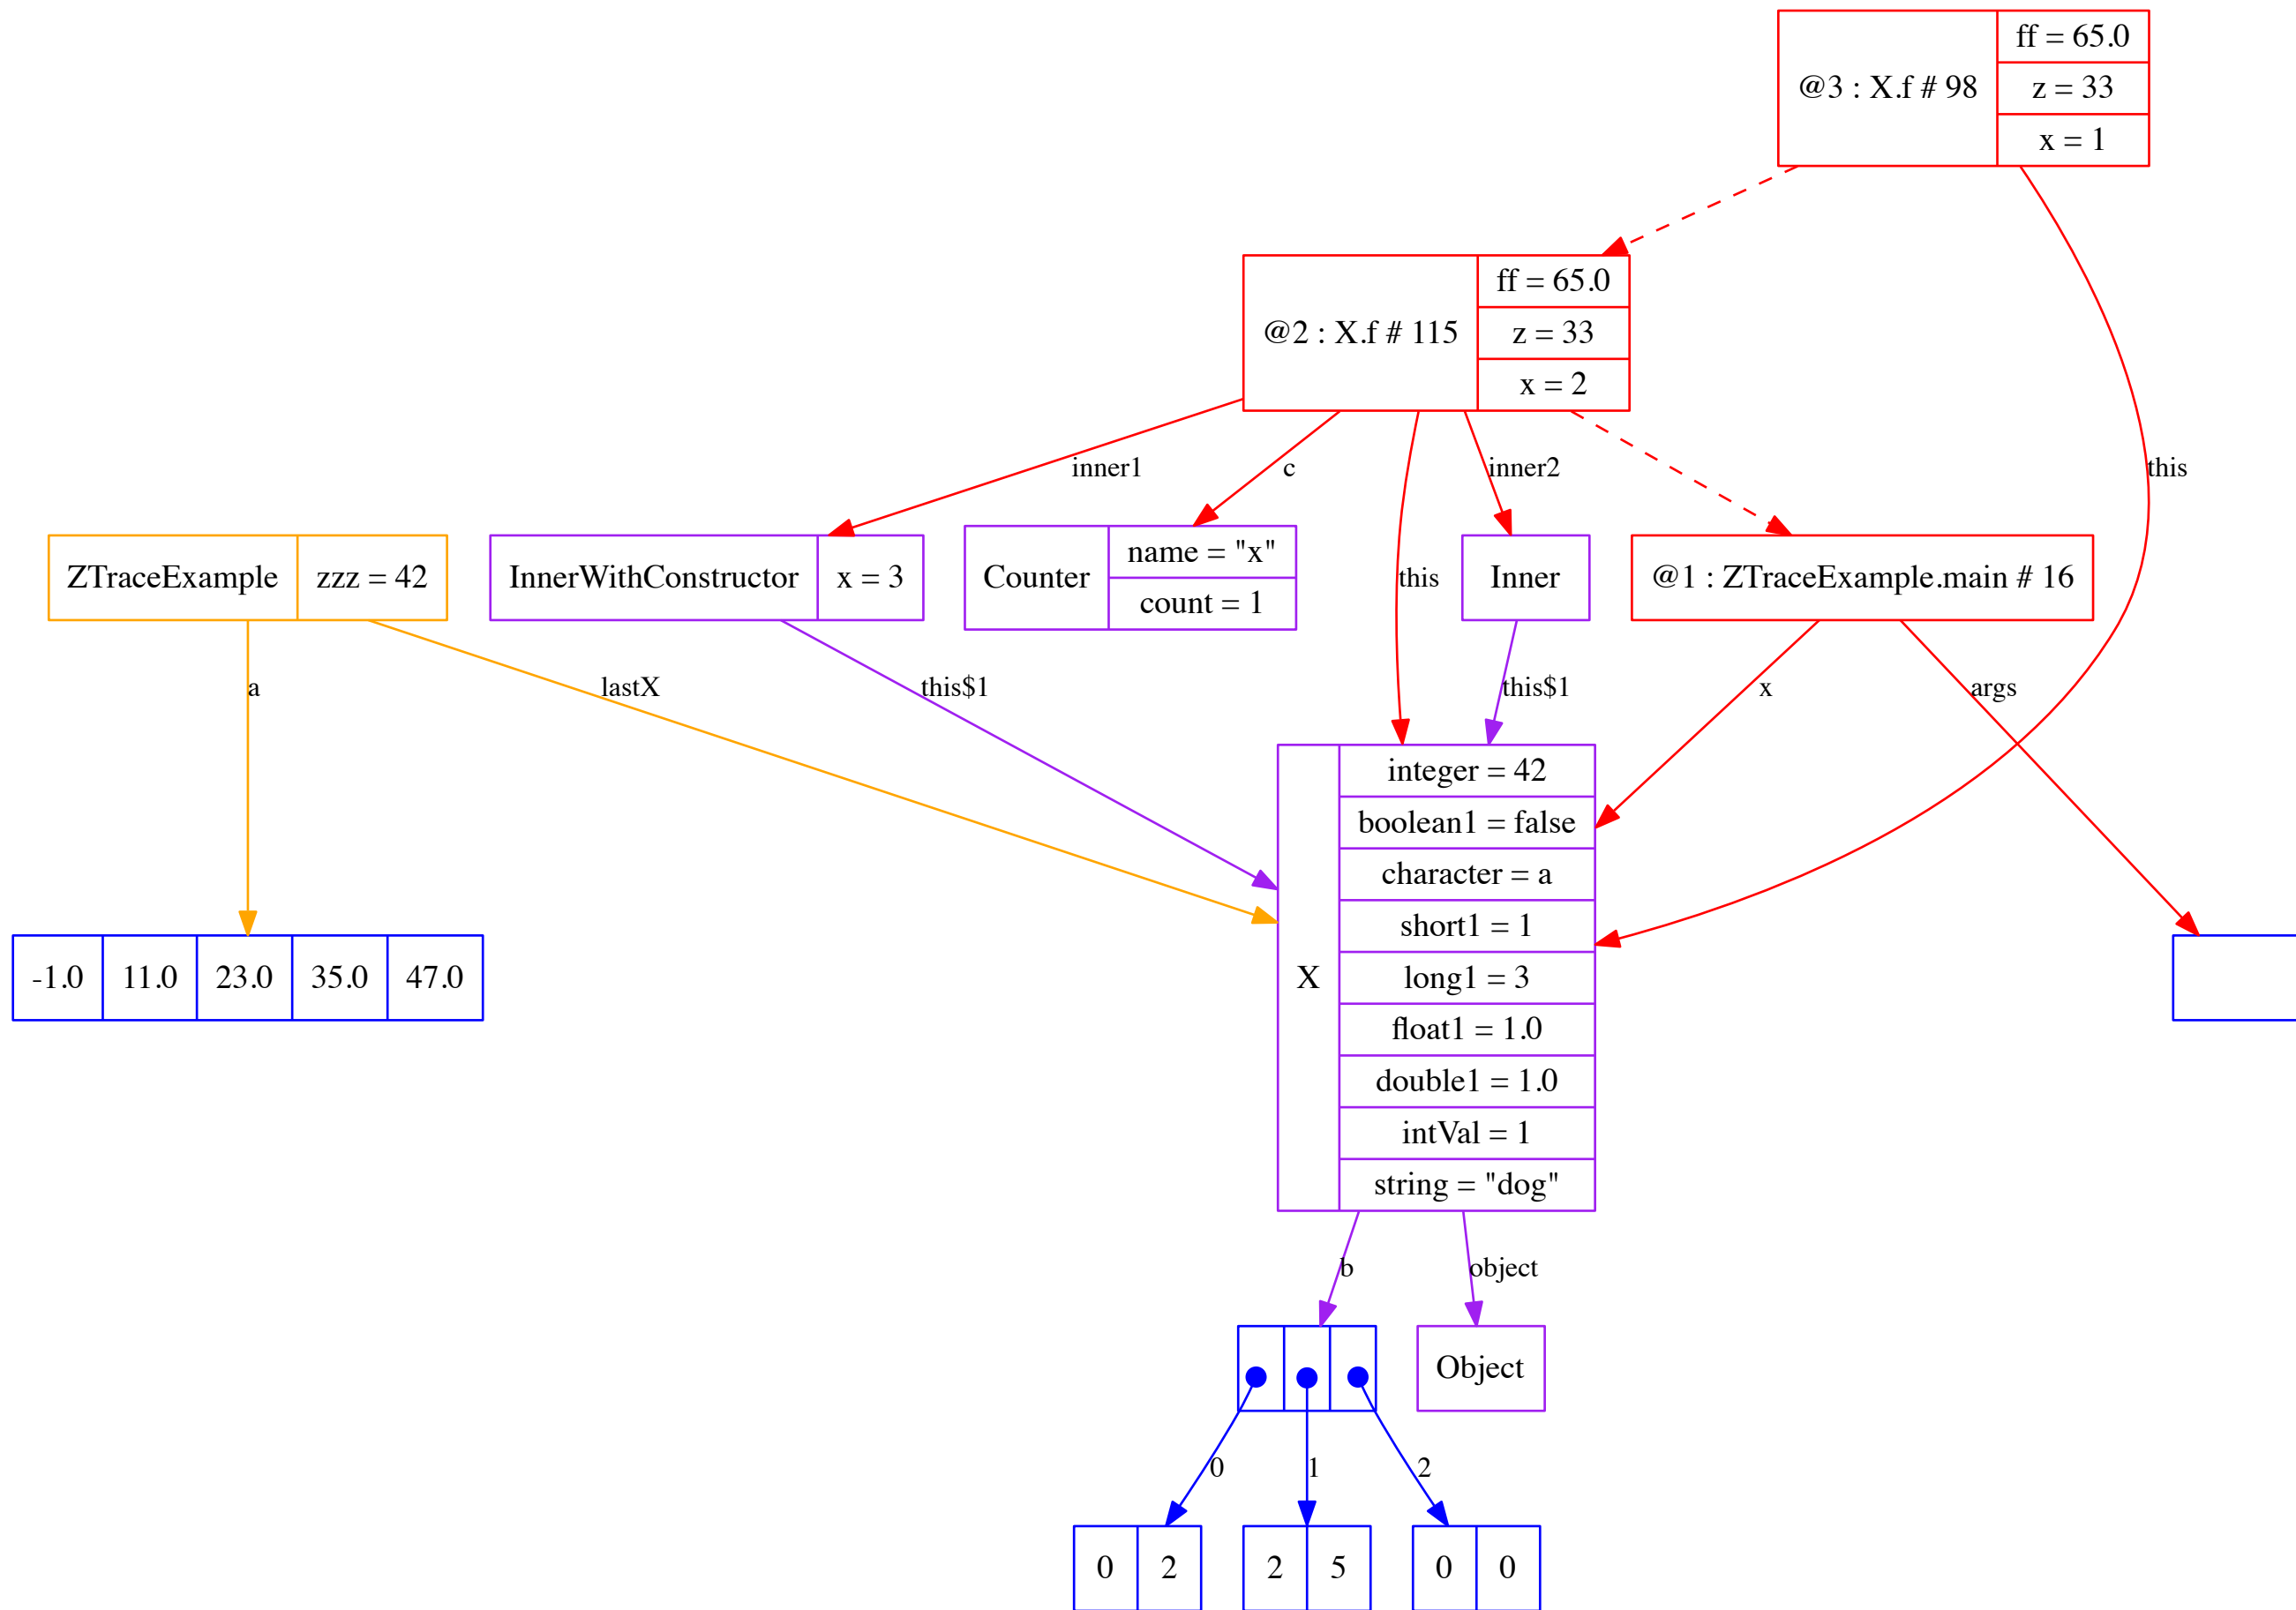 @3 : X.f # 98
ff = 65.0
z = 33
x = 1
@2 : X.f # 115
ff = 65.0
z = 33
x = 2
inner1
c
inner2
this
ZTraceExample
zzz = 42
InnerWithConstructor
x = 3
Counter
name = "x"
count = 1
this
Inner
@1 : ZTraceExample.main # 16
a
lastX
this$1
this$1
x
args
X
integer = 42
boolean1 = false
character = a
short1 = 1
long1 = 3
float1 = 1.0
double1 = 1.0
intVal = 1
string = "dog"
-1.0 11.0 23.0 35.0 47.0
b
object
Object
0
1
2
0 2
2 5
0 0